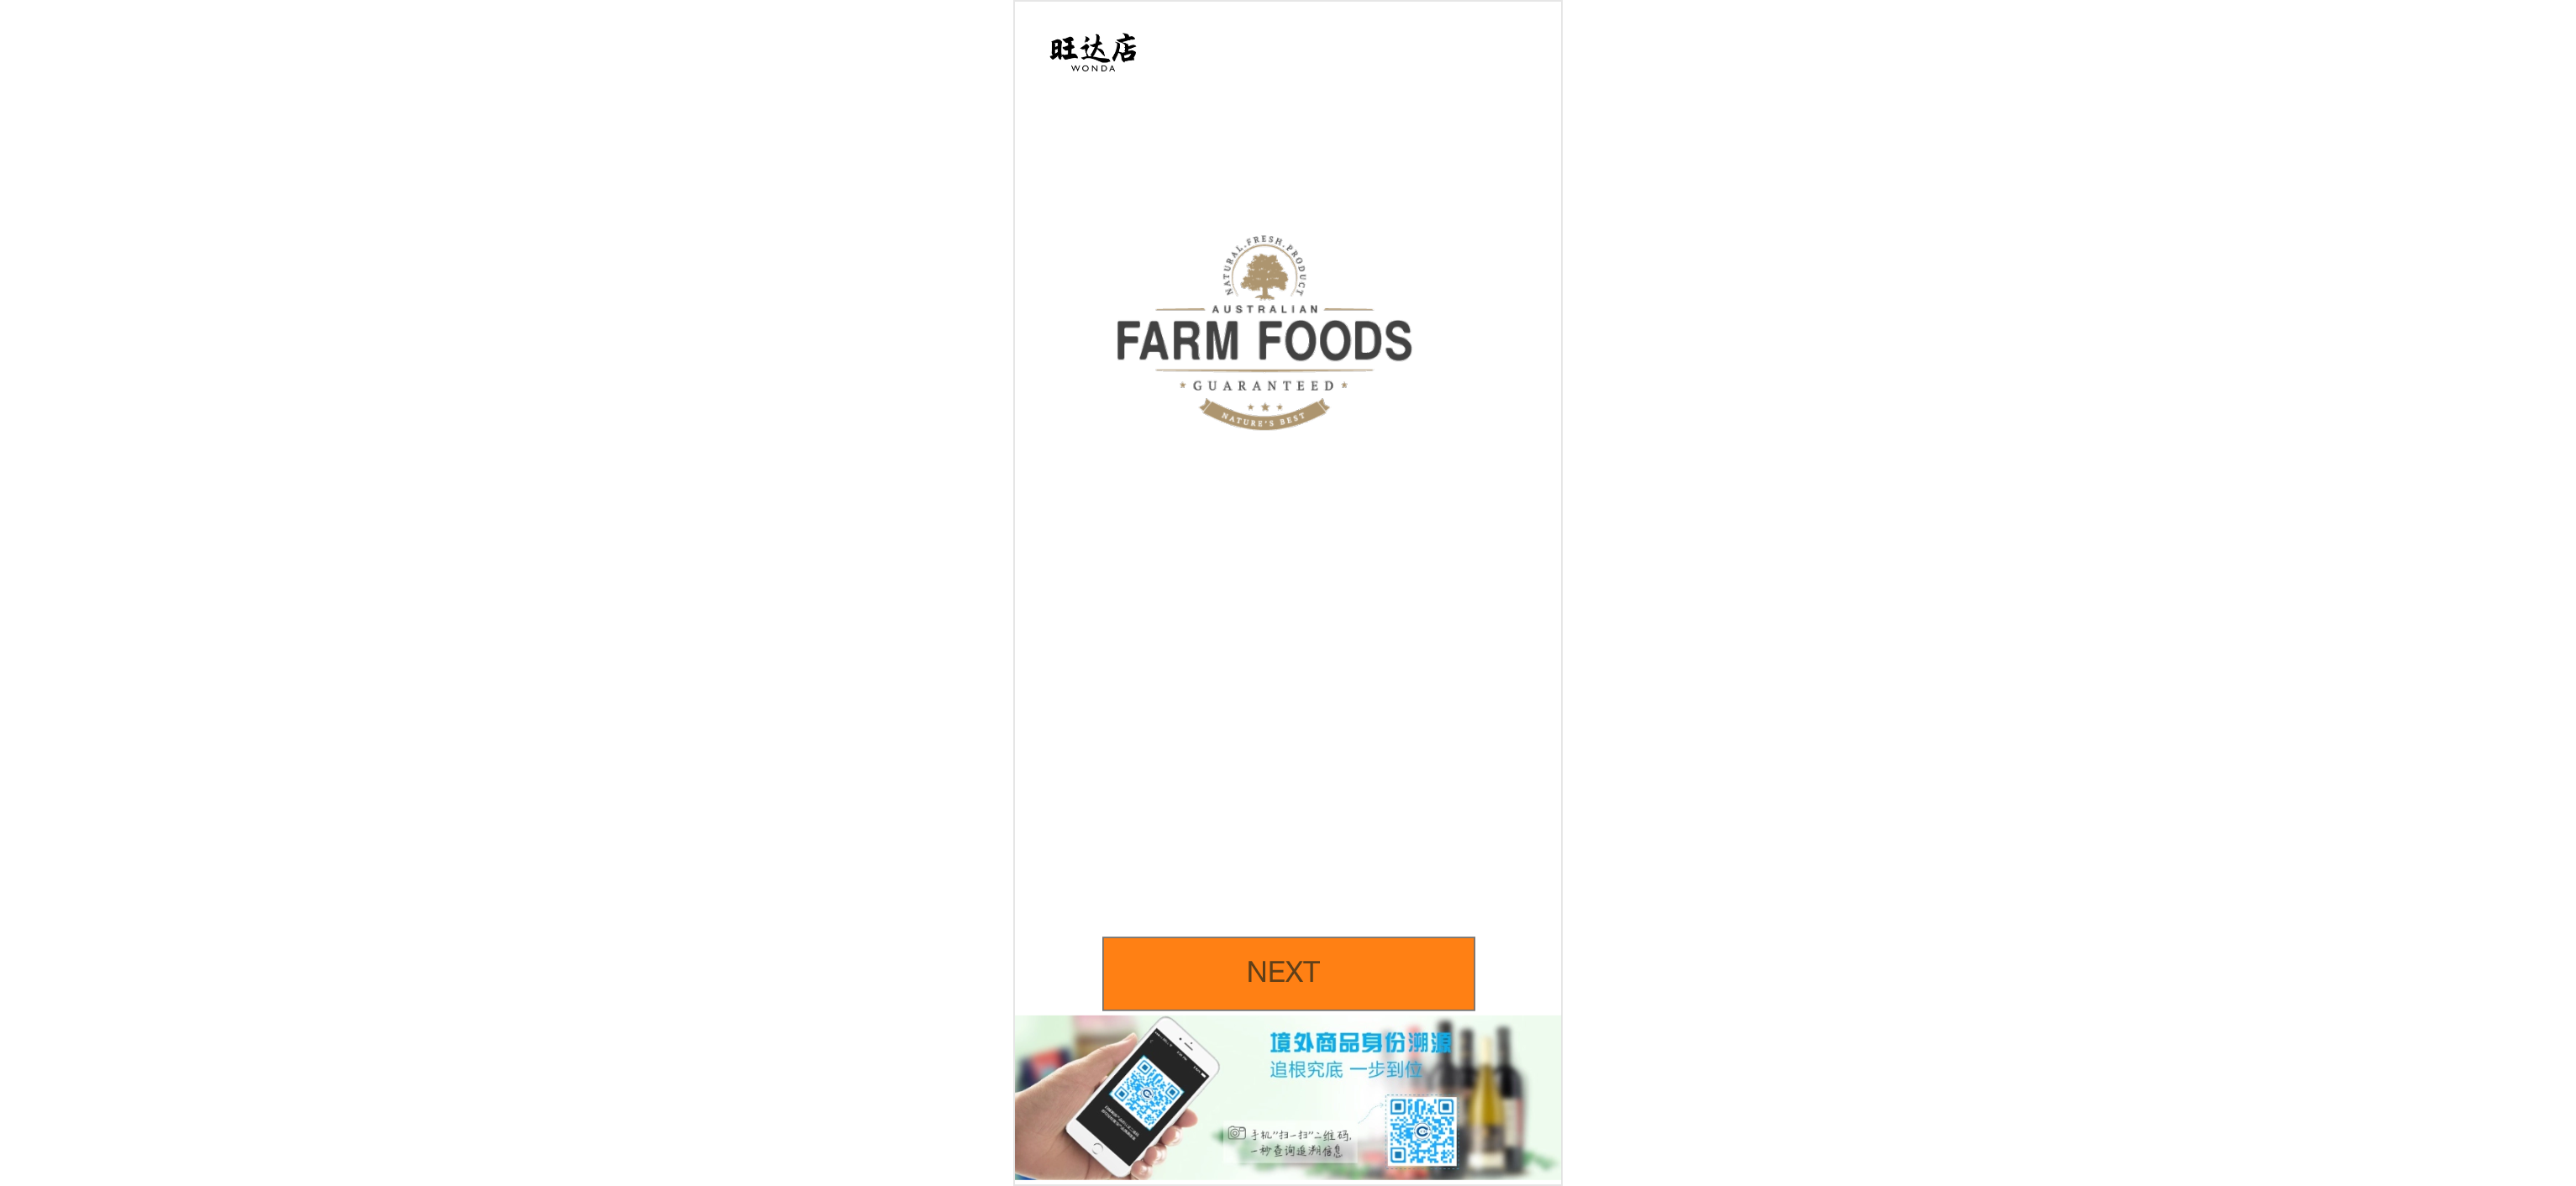 旺达店
WONDA
NATURAL·FRESH·PRODUCT
AUSTRALIAN
FARM FOODS
GUARANTEED
NATURE'S BEST
NEXT
境外商品身份溯源
追根究底 一步到位
手机"扫一扫"二维码,
一秒查询追溯信息